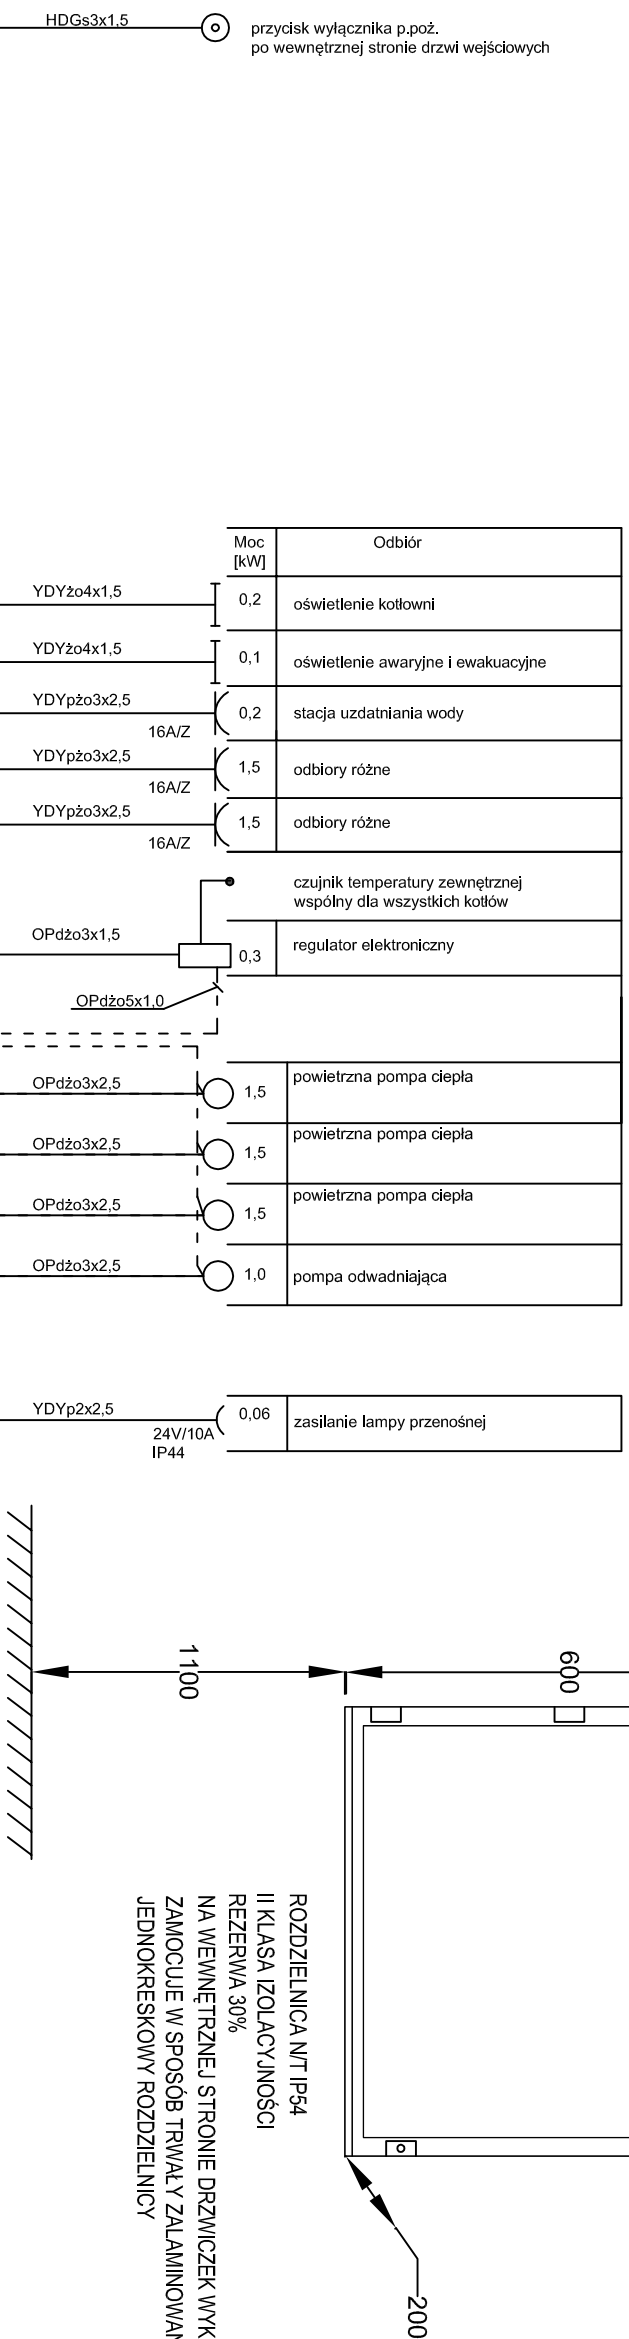 HDGs3x1,5
przycisk wyłącznika p.poż.
po wewnętrznej stronie drzwi wejściowych
Moc
[kW]
Odbiór
YDYżo4x1,5
0,2
oświetlenie kotłowni
YDYżo4x1,5
0,1
oświetlenie awaryjne i ewakuacyjne
YDYpżo3x2,5
16A/Z
0,2
stacja uzdatniania wody
YDYpżo3x2,5
16A/Z
1,5
odbiory różne
YDYpżo3x2,5
16A/Z
1,5
odbiory różne
czujnik temperatury zewnętrznej
wspólny dla wszystkich kotłów
OPdżo3x1,5
0,3
regulator elektroniczny
OPdżo5x1,0
OPdżo3x2,5
1,5
powietrzna pompa ciepła
OPdżo3x2,5
1,5
powietrzna pompa ciepła
OPdżo3x2,5
1,5
powietrzna pompa ciepła
OPdżo3x2,5
1,0
pompa odwadniająca
YDYp2x2,5
24V/10A
IP44
0,06
zasilanie lampy przenośnej
1100
600
ROZDZIELNICA N/T IP54
II KLASA IZOLACYJNOŚCI
REZERWA 30%
NA WEWNĘTRZNEJ STRONIE DRZWICZEK WYK
ZAMOCUJE W SPOSÓB TRWAŁY ZALAMINOWAN
JEDNOKRESKOWY ROZDZIELNICY
200